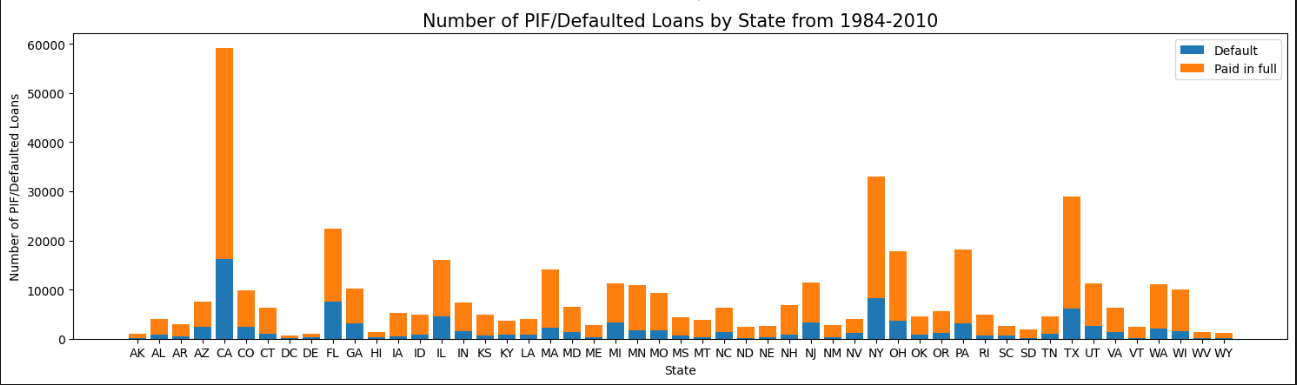 Number of PIF/Defaulted Loans by State from 1984-2010
Default
Paid in full
60000
50000
40000
30000
20000
10000
0
Number of PIF/Defaulted Loans
AK AL AR AZ CA CO CT DC DE FL GA HI IA ID IL IN KS KY LA MA MD ME MI MN MO MS MT NC ND NE NH NJ NM NV NY OH OK OR PA RI SC SD TN TX UT VA VT WA WI WV WY
State